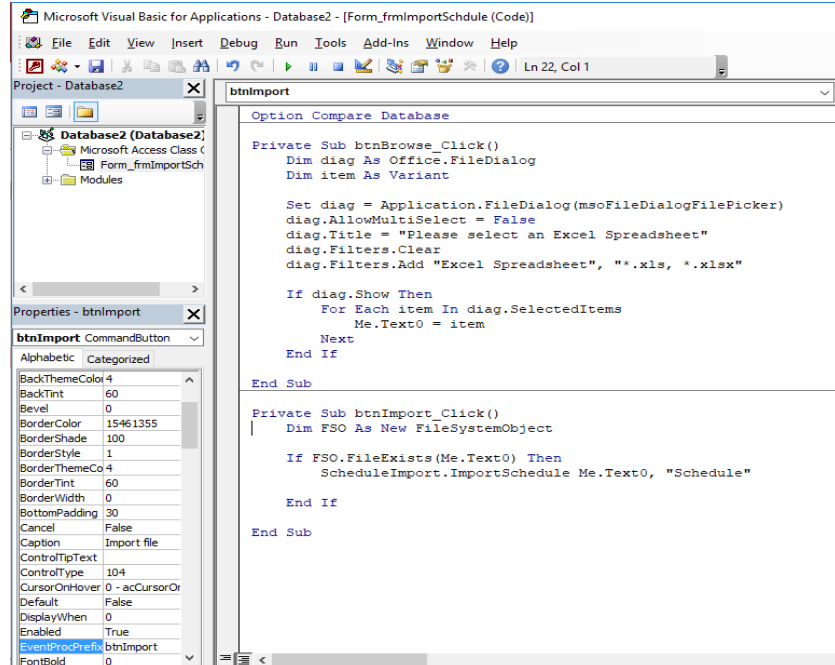 Microsoft Visual Basic for Applications - Database2 - [Form_frmImportSchdule (Code)]
File Edit View Insert Debug Run Tools Add-Ins Window Help
Ln 22, Col 1
Project - Database2
Database2 (Database2)
Microsoft Access Class C
Form_frmImportSch
Modules
Properties - btnImport
btnImport CommandButton
Alphabetic Categorized
BackThemeColor 4
BackTint 60
Bevel 0
BorderColor 15461355
BorderShade 100
BorderStyle 1
BorderThemeCo 4
BorderTint 60
BorderWidth 0
BottomPadding 30
Cancel False
Caption Import file
ControlTipText
ControlType 104
CursorOnHover 0 - acCursorOn
Default False
DisplayWhen 0
Enabled True
EventProcPrefix btnImport
FontBold 0
btnImport
Option Compare Database
Private Sub btnBrowse_Click()
Dim diag As Office.FileDialog
Dim item As Variant
Set diag = Application.FileDialog(msoFileDialogFilePicker)
diag.AllowMultiSelect = False
diag.Title = "Please select an Excel Spreadsheet"
diag.Filters.Clear
diag.Filters.Add "Excel Spreadsheet", "*.xls, *.xlsx"
If diag.Show Then
For Each item In diag.SelectedItems
Me.Text0 = item
Next
End If
End Sub
Private Sub btnImport_Click()
Dim FSO As New FileSystemObject
If FSO.FileExists(Me.Text0) Then
ScheduleImport.ImportSchedule Me.Text0, "Schedule"
End If
End Sub